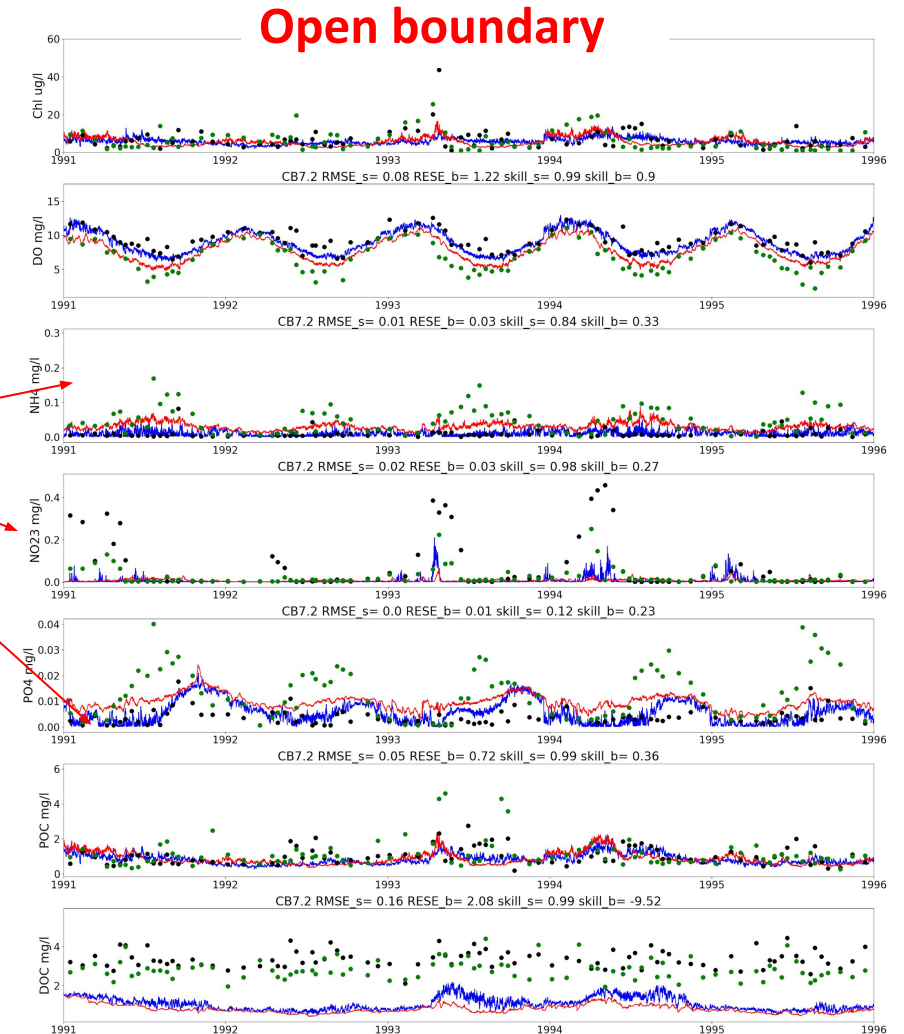 Open boundary
60
40
20
0
Chl ug/l
1991 1992 1993 1994 1995 1996
CB7.2 RMSE_s= 0.08 RESE_b= 1.22 skill_s= 0.99 skill_b= 0.9
15
10
5
DO mg/l
1991 1992 1993 1994 1995 1996
CB7.2 RMSE_s= 0.01 RESE_b= 0.03 skill_s= 0.84 skill_b= 0.33
0.3
0.2
0.1
0.0
NH4 mg/l
1991 1992 1993 1994 1995 1996
CB7.2 RMSE_s= 0.02 RESE_b= 0.03 skill_s= 0.98 skill_b= 0.27
0.4
0.2
0.0
NO23 mg/l
1991 1992 1993 1994 1995 1996
CB7.2 RMSE_s= 0.0 RESE_b= 0.01 skill_s= 0.12 skill_b= 0.23
0.04
0.03
0.02
0.01
0.00
PO4 mg/l
1991 1992 1993 1994 1995 1996
CB7.2 RMSE_s= 0.05 RESE_b= 0.72 skill_s= 0.99 skill_b= 0.36
6
4
2
0
POC mg/l
1991 1992 1993 1994 1995 1996
CB7.2 RMSE_s= 0.16 RESE_b= 2.08 skill_s= 0.99 skill_b= -9.52
4
2
DOC mg/l
1991 1992 1993 1994 1995 1996